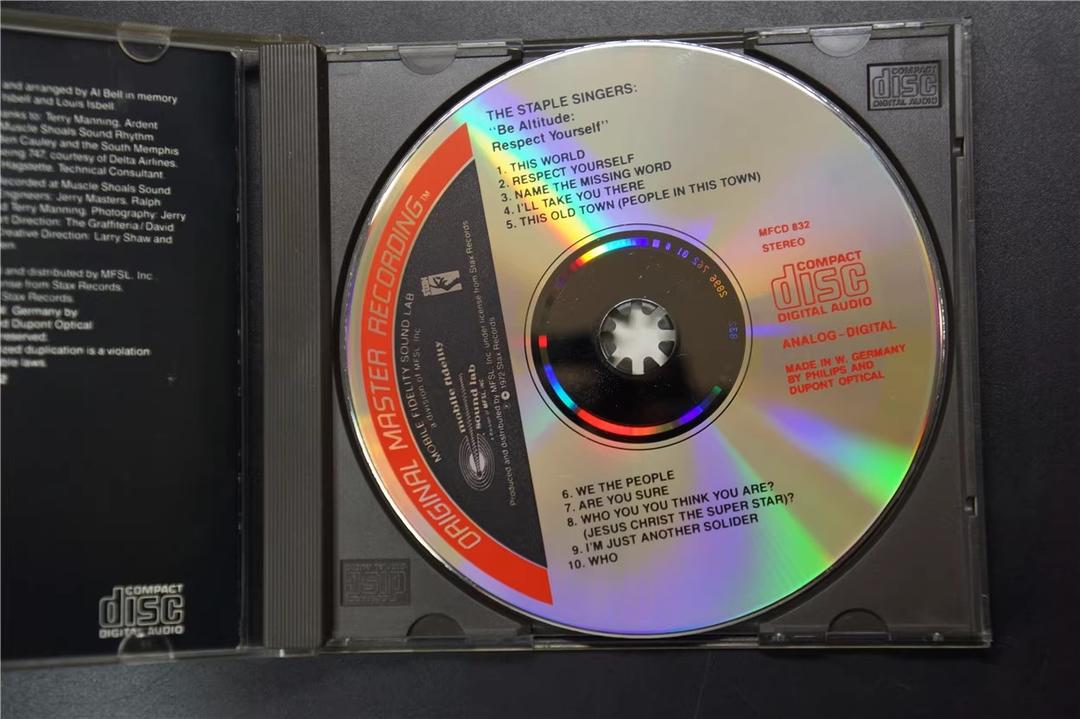 and arranged by Al Bell in memory
Isbell and Louis Isbell
thanks to: Terry Manning, Ardent
Muscle Shoals Sound Rhythm
Cauley and the South Memphis
747, courtesy of Delta Airlines.
Technical Consultant
Recorded at Muscle Shoals Sound
Engineers: Jerry Masters, Ralph
Terry Manning. Photography: Jerry
Direction: The Graffiteria/David
Creative Direction: Larry Shaw and
and distributed by MFSL. Inc.
from Stax Records.
Stax Records.
Germany by
Dupont Optical
reserved.
duplication is a violation
laws.
COMPACT
disc
DIGITAL AUDIO
ORIGINAL MASTER RECORDING™
MOBILE FIDELITY SOUND LAB
a division of MFSL, Inc
mobile fidelity
sound lab
stax
Produced and distributed by MFSL, Inc. under license from Stax Records
℗ 1972 Stax Records
THE STAPLE SINGERS:
"Be Altitude:
Respect Yourself"
1. THIS WORLD
2. RESPECT YOURSELF
3. NAME THE MISSING WORD
4. I'LL TAKE YOU THERE
5. THIS OLD TOWN (PEOPLE IN THIS TOWN)
MFCD 832
STEREO
COMPACT
disc
DIGITAL AUDIO
ANALOG-DIGITAL
MADE IN W. GERMANY
BY PHILIPS AND
DUPONT OPTICAL
6. WE THE PEOPLE
7. ARE YOU SURE
8. WHO YOU YOU THINK YOU ARE?
(JESUS CHRIST THE SUPER STAR)?
9. I'M JUST ANOTHER SOLIDER
10. WHO
COMPACT
disc
DIGITAL AUDIO